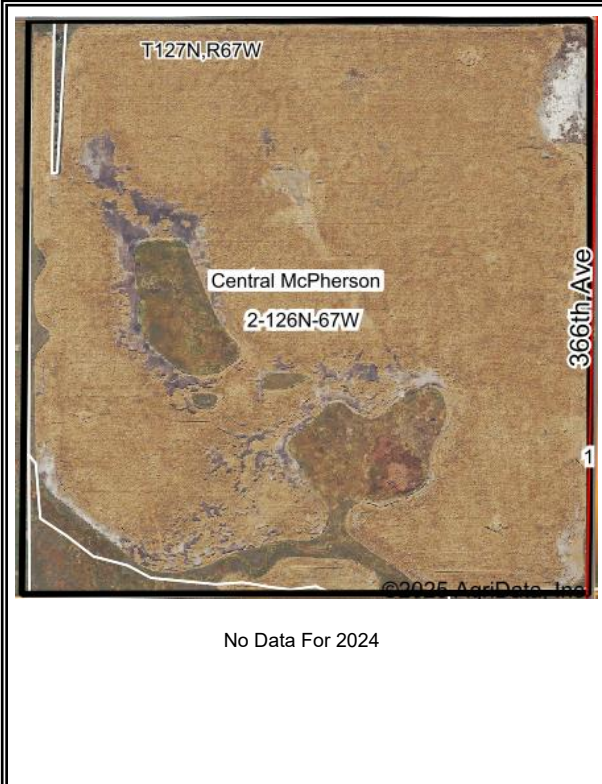 T127N,R67W
Central McPherson
2-126N-67W
366th Ave
1
©2025 AgriData, Inc.
No Data For 2024